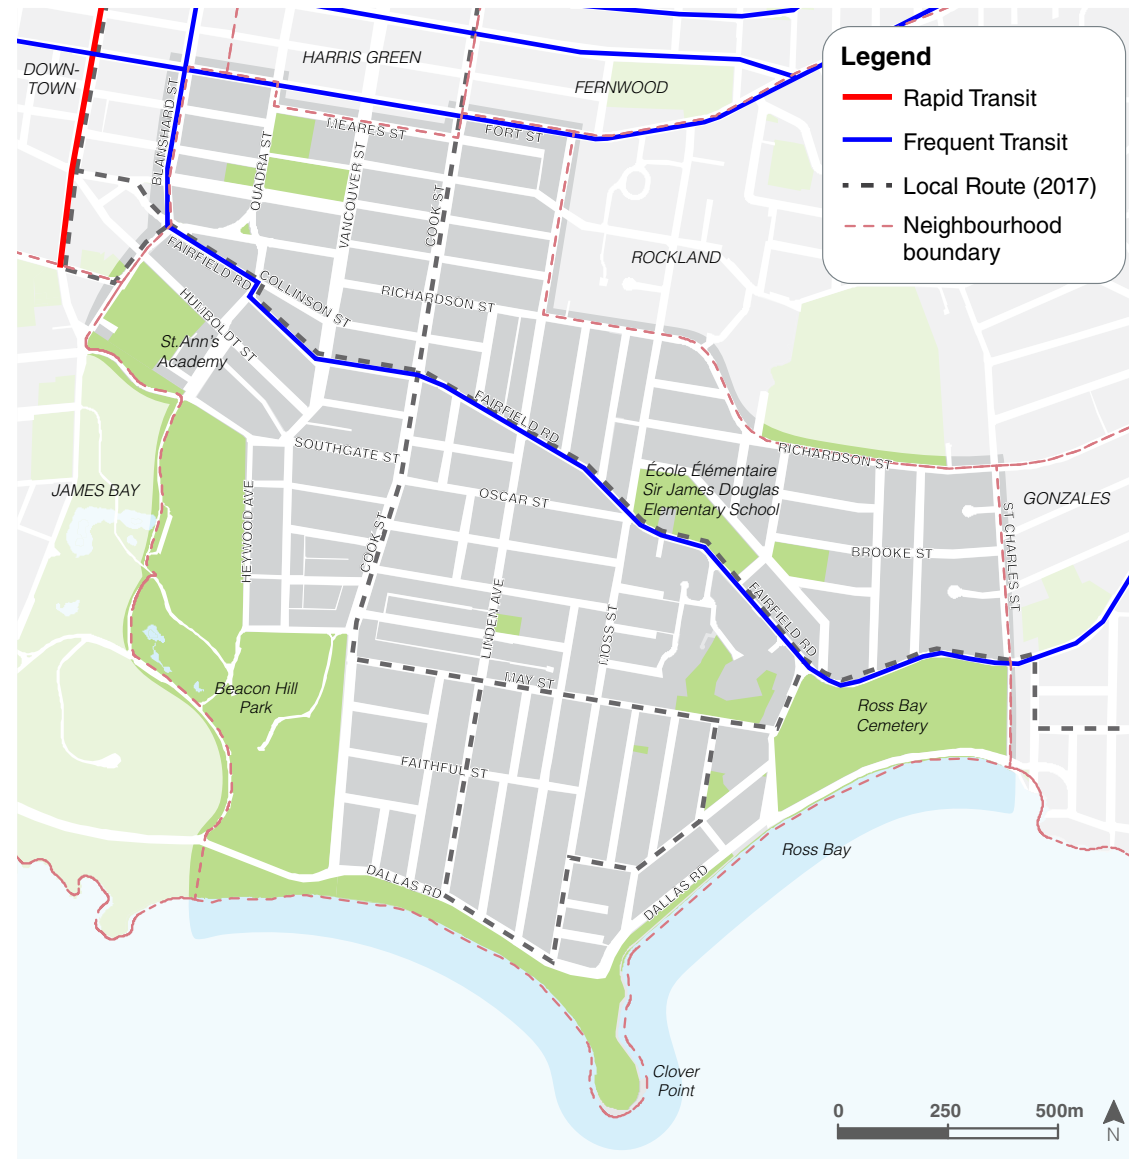 Legend
Rapid Transit
Frequent Transit
Local Route (2017)
Neighbourhood
boundary
DOWN-
TOWN
HARRIS GREEN
FERNWOOD
BLANSHARD ST
MEARES ST
FORT ST
QUADRA ST
VANCOUVER ST
COOK ST
ROCKLAND
FAIRFIELD RD
COLLINSON ST
RICHARDSON ST
HUMBOLDT ST
St.Ann's
Academy
FAIRFIELD RD
SOUTHGATE ST
RICHARDSON ST
École Élémentaire
Sir James Douglas
Elementary School
JAMES BAY
HEYWOOD AVE
OSCAR ST
GONZALES
COOK ST
ST CHARLES ST
BROOKE ST
LINDEN AVE
MOSS ST
FAIRFIELD RD
MAY ST
Beacon Hill
Park
Ross Bay
Cemetery
FAITHFUL ST
Ross Bay
DALLAS RD
DALLAS RD
Clover
Point
0 250 500m
N